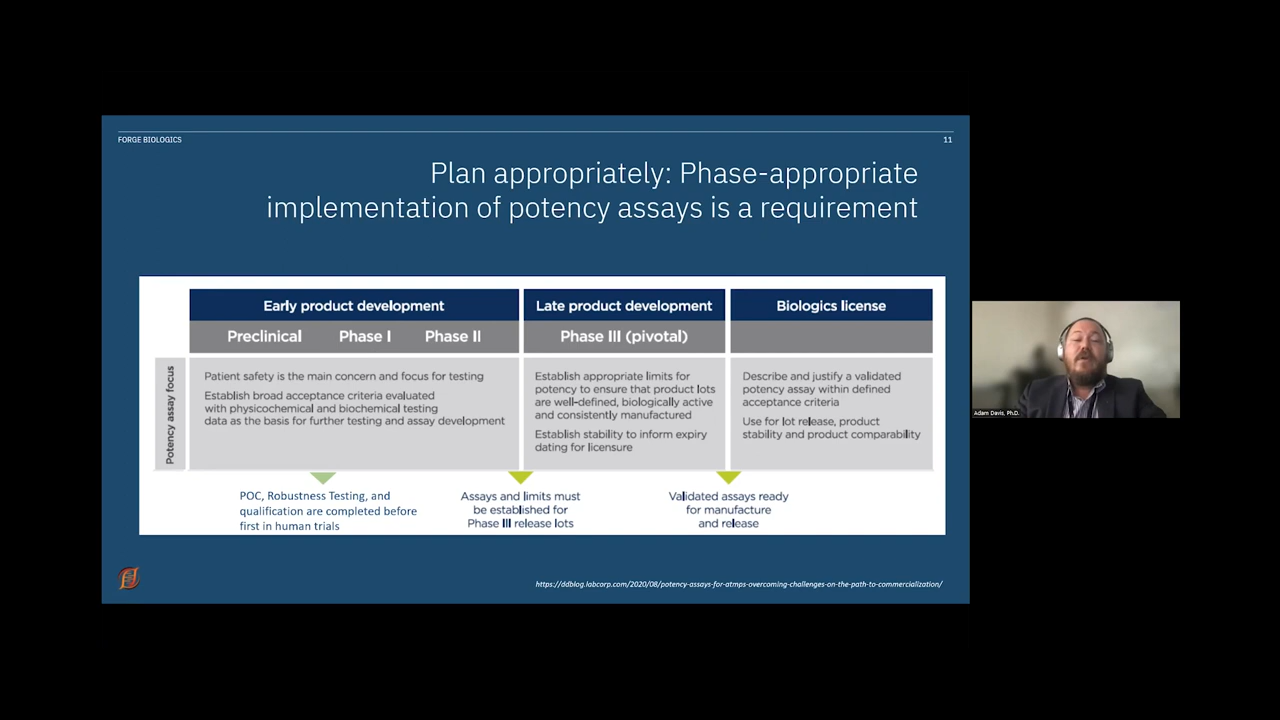 FORGE BIOLOGICS
11
Plan appropriately: Phase-appropriate
implementation of potency assays is a requirement
Early product development
Late product development
Biologics license
Preclinical
Phase I
Phase II
Phase III (pivotal)
Potency assay focus
Patient safety is the main concern and focus for testing
Establish broad acceptance criteria evaluated
with physicochemical and biochemical testing
data as the basis for further testing and assay development
Establish appropriate limits for
potency to ensure that product lots
are well-defined, biologically active
and consistently manufactured
Establish stability to inform expiry
dating for licensure
Describe and justify a validated
potency assay within defined
acceptance criteria
Use for lot release, product
stability and product comparability
POC, Robustness Testing, and
qualification are completed before
first in human trials
Assays and limits must
be established for
Phase III release lots
Validated assays ready
for manufacture
and release
https://ddblog.labcorp.com/2020/08/potency-assays-for-atmps-overcoming-challenges-on-the-path-to-commercialization/
Adam Davis, Ph.D.